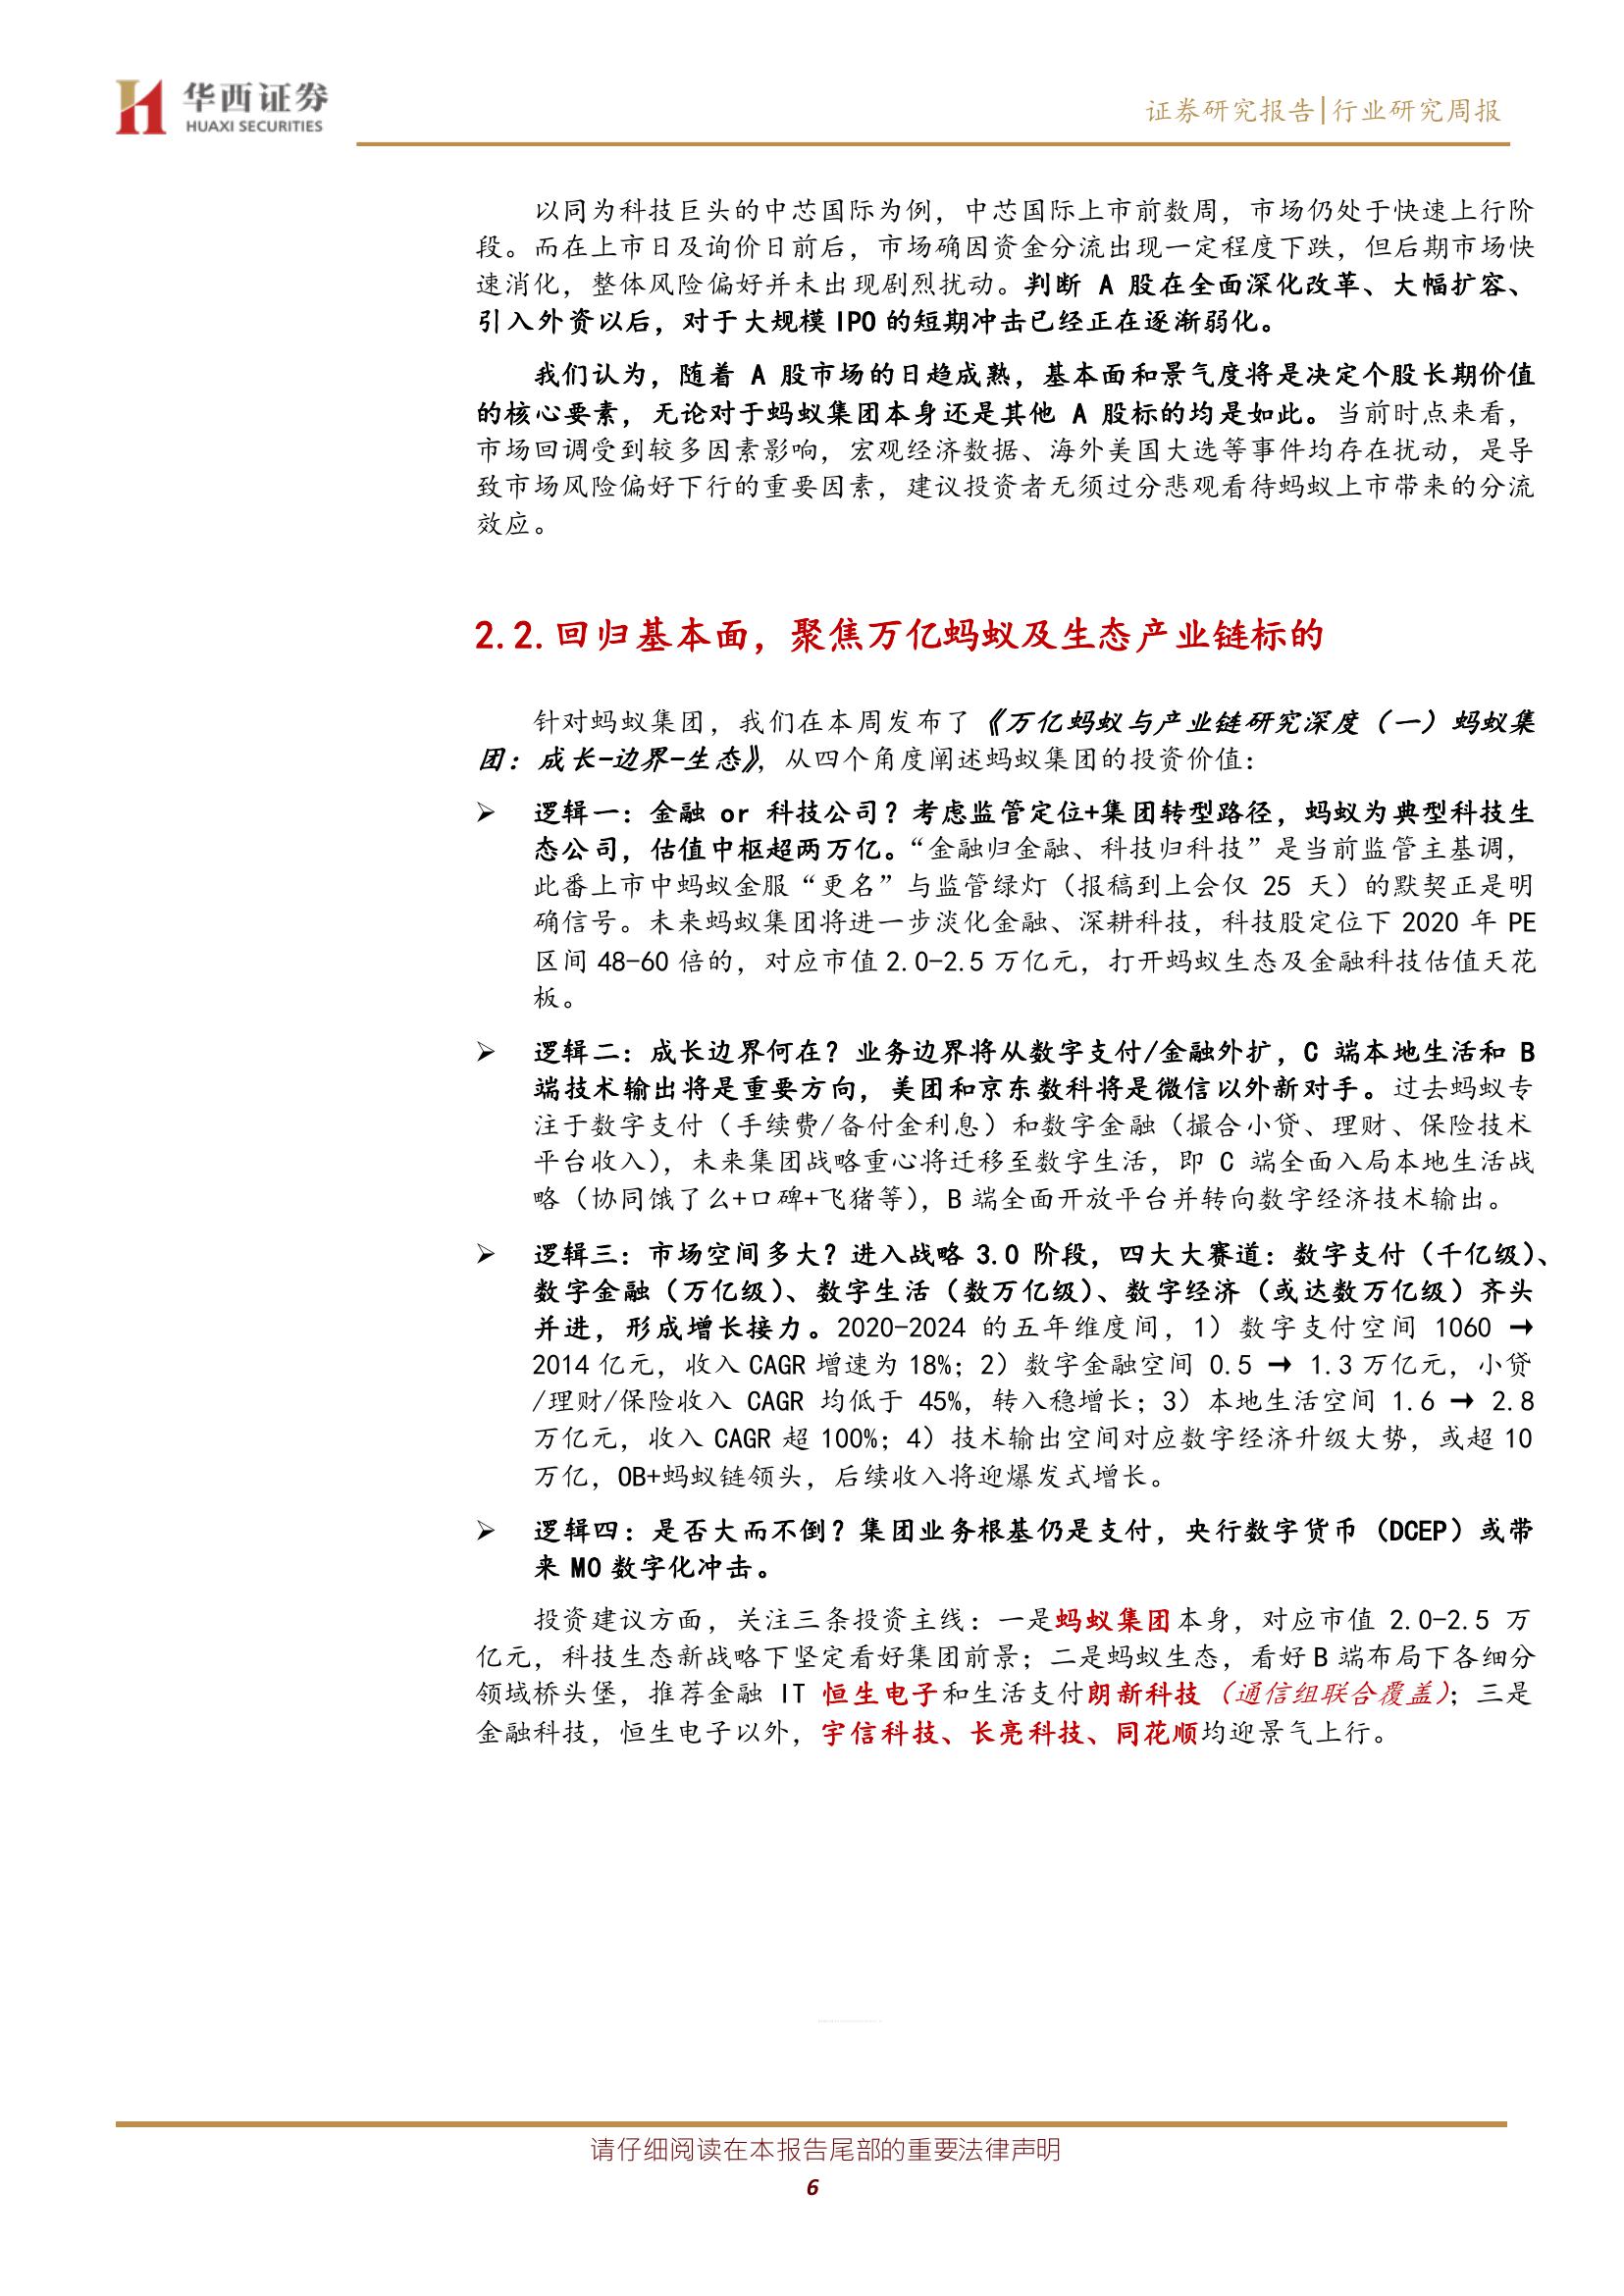 华西证券
HUAXI SECURITIES
证券研究报告|行业研究周报
以同为科技巨头的中芯国际为例，中芯国际上市前数周，市场仍处于快速上行阶
段。而在上市日及询价日前后，市场确因资金分流出现一定程度下跌，但后期市场快
速消化，整体风险偏好并未出现剧烈扰动。判断 A 股在全面深化改革、大幅扩容、
引入外资以后，对于大规模 IPO 的短期冲击已经正在逐渐弱化。
我们认为，随着 A 股市场的日趋成熟，基本面和景气度将是决定个股长期价值
的核心要素，无论对于蚂蚁集团本身还是其他 A 股标的均是如此。当前时点来看，
市场回调受到较多因素影响，宏观经济数据、海外美国大选等事件均存在扰动，是导
致市场风险偏好下行的重要因素，建议投资者无须过分悲观看待蚂蚁上市带来的分流
效应。
2.2.回归基本面，聚焦万亿蚂蚁及生态产业链标的
针对蚂蚁集团，我们在本周发布了《万亿蚂蚁与产业链研究深度（一）蚂蚁集
团：成长-边界-生态》，从四个角度阐述蚂蚁集团的投资价值：
➢ 逻辑一：金融 or 科技公司？考虑监管定位+集团转型路径，蚂蚁为典型科技生
态公司，估值中枢超两万亿。“金融归金融、科技归科技”是当前监管主基调，
此番上市中蚂蚁金服“更名”与监管绿灯（报稿到上会仅 25 天）的默契正是明
确信号。未来蚂蚁集团将进一步淡化金融、深耕科技，科技股定位下 2020 年 PE
区间 48-60 倍的，对应市值 2.0-2.5 万亿元，打开蚂蚁生态及金融科技估值天花
板。
➢ 逻辑二：成长边界何在？业务边界将从数字支付/金融外扩，C 端本地生活和 B
端技术输出将是重要方向，美团和京东数科将是微信以外新对手。过去蚂蚁专
注于数字支付（手续费/备付金利息）和数字金融（撮合小贷、理财、保险技术
平台收入），未来集团战略重心将迁移至数字生活，即 C 端全面入局本地生活战
略（协同饿了么+口碑+飞猪等），B 端全面开放平台并转向数字经济技术输出。
➢ 逻辑三：市场空间多大？进入战略 3.0 阶段，四大大赛道：数字支付（千亿级）、
数字金融（万亿级）、数字生活（数万亿级）、数字经济（或达数万亿级）齐头
并进，形成增长接力。2020-2024 的五年维度间，1）数字支付空间 1060 →
2014 亿元，收入 CAGR 增速为 18%；2）数字金融空间 0.5 → 1.3 万亿元，小贷
/理财/保险收入 CAGR 均低于 45%，转入稳增长；3）本地生活空间 1.6 → 2.8
万亿元，收入 CAGR 超 100%；4）技术输出空间对应数字经济升级大势，或超 10
万亿，OB+蚂蚁链领头，后续收入将迎爆发式增长。
➢ 逻辑四：是否大而不倒？集团业务根基仍是支付，央行数字货币（DCEP）或带
来 M0 数字化冲击。
投资建议方面，关注三条投资主线：一是蚂蚁集团本身，对应市值 2.0-2.5 万
亿元，科技生态新战略下坚定看好集团前景；二是蚂蚁生态，看好 B 端布局下各细分
领域桥头堡，推荐金融 IT 恒生电子和生活支付朗新科技（通信组联合覆盖）；三是
金融科技，恒生电子以外，宇信科技、长亮科技、同花顺均迎景气上行。
请仔细阅读在本报告尾部的重要法律声明
6